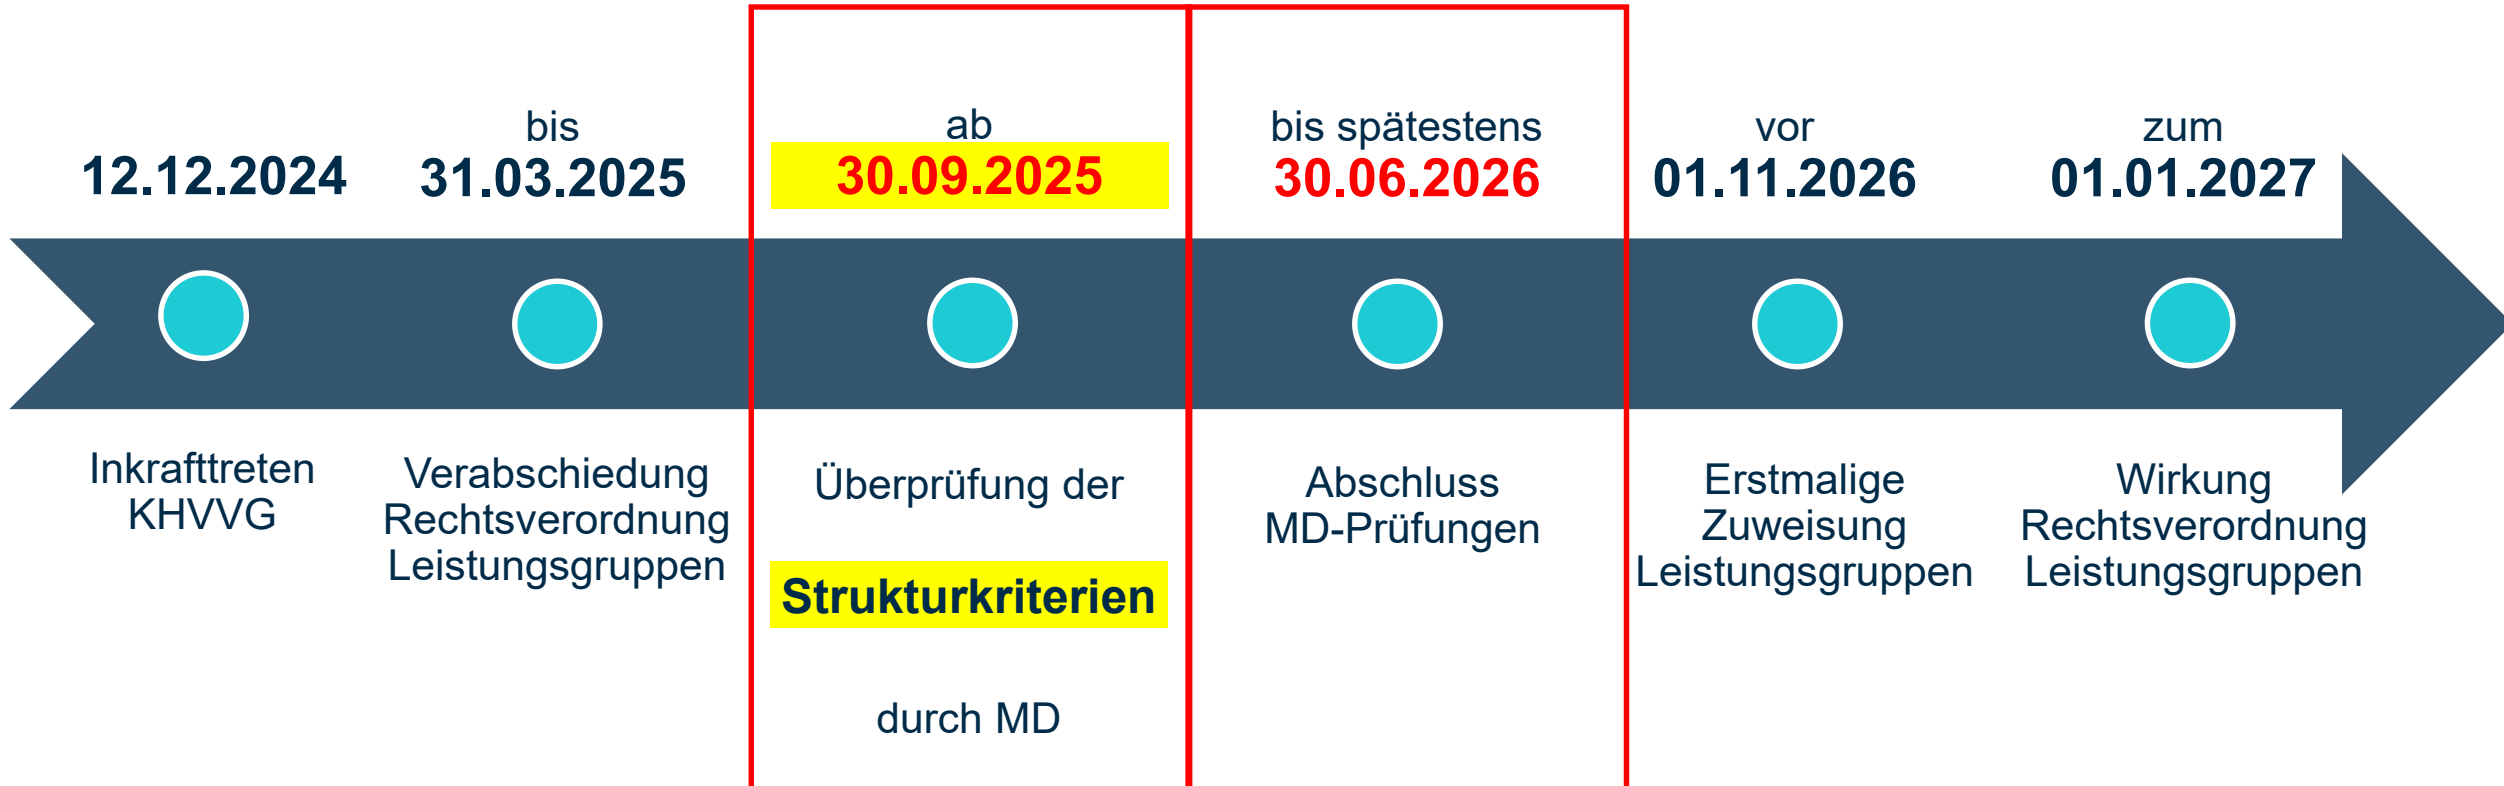 12.12.2024
Inkrafttreten
KHVVG
bis
31.03.2025
Verabschiedung
Rechtsverordnung
Leistungsgruppen
ab
30.09.2025
Überprüfung der
Strukturkriterien
durch MD
bis spätestens
30.06.2026
Abschluss
MD-Prüfungen
vor
01.11.2026
Erstmalige
Zuweisung
Leistungsgruppen
zum
01.01.2027
Wirkung
Rechtsverordnung
Leistungsgruppen